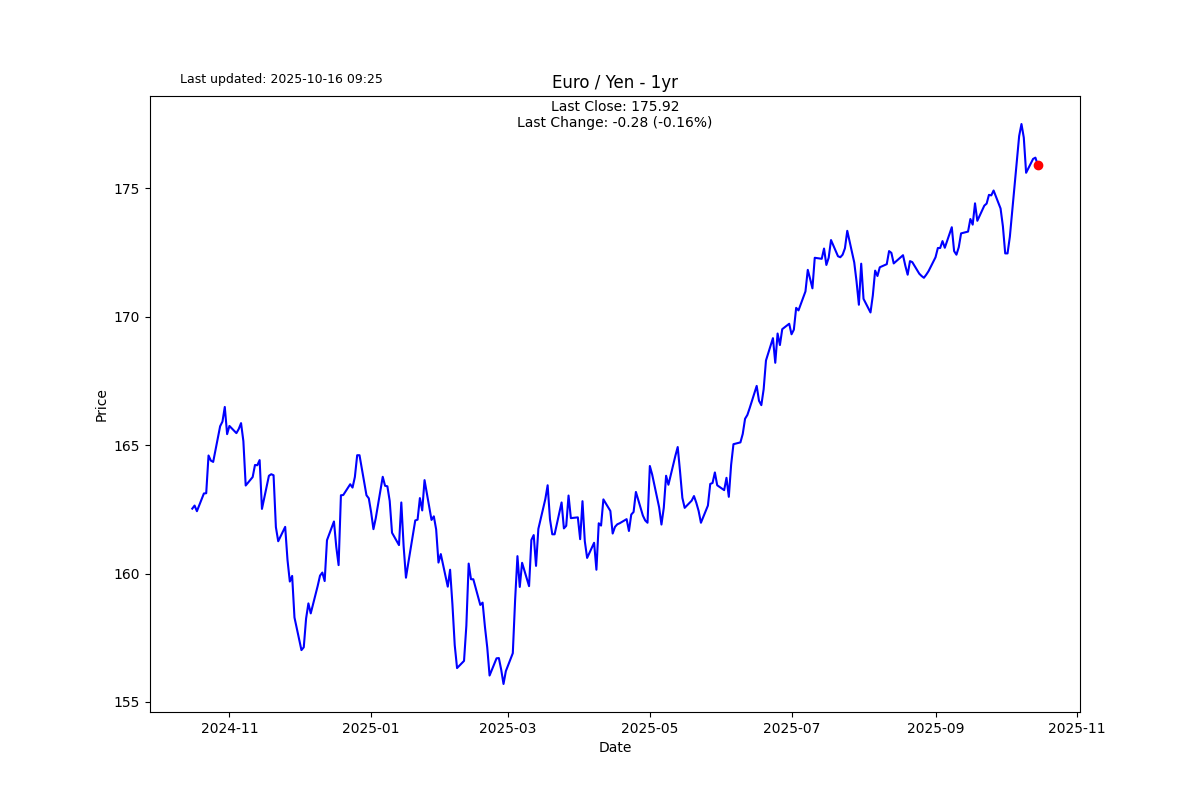 Last updated: 2025-10-16 09:25
Euro / Yen - 1yr
Last Close: 175.92
Last Change: -0.28 (-0.16%)
175
170
165
160
155
Price
2024-11
2025-01
2025-03
2025-05
2025-07
2025-09
2025-11
Date